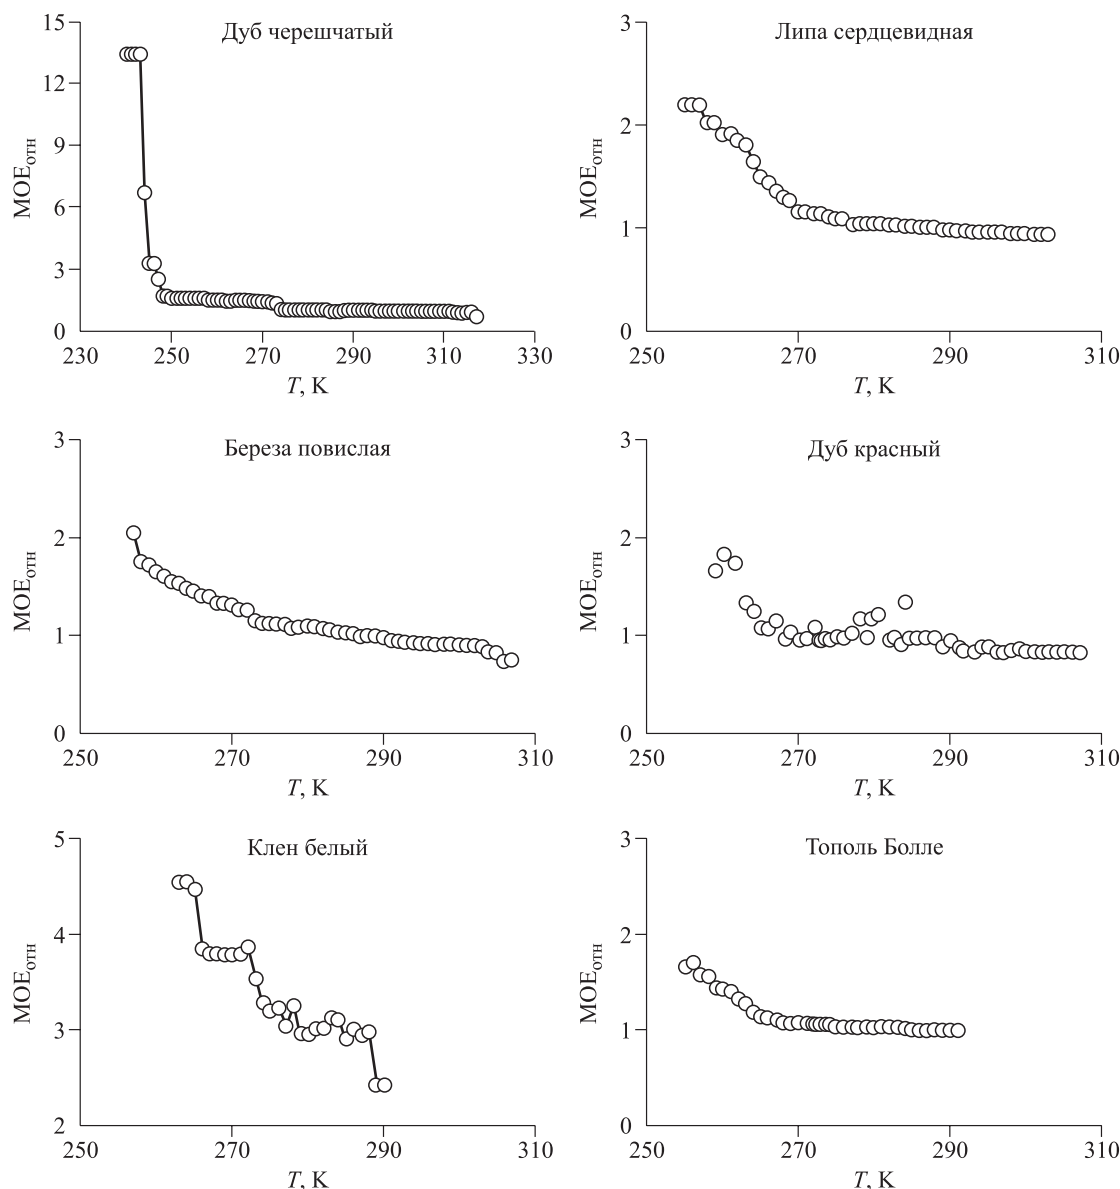 Дуб черешчатый
15
12
9
6
3
0
MOEотн
230 250 270 290 310 330
T, K
Липа сердцевидная
3
2
1
0
MOEотн
250 270 290 310
T, K
Береза повислая
3
2
1
0
MOEотн
250 270 290 310
T, K
Дуб красный
3
2
1
0
MOEотн
250 270 290 310
T, K
Клен белый
5
4
3
2
MOEотн
250 270 290 310
T, K
Тополь Болле
3
2
1
0
MOEотн
250 270 290 310
T, K